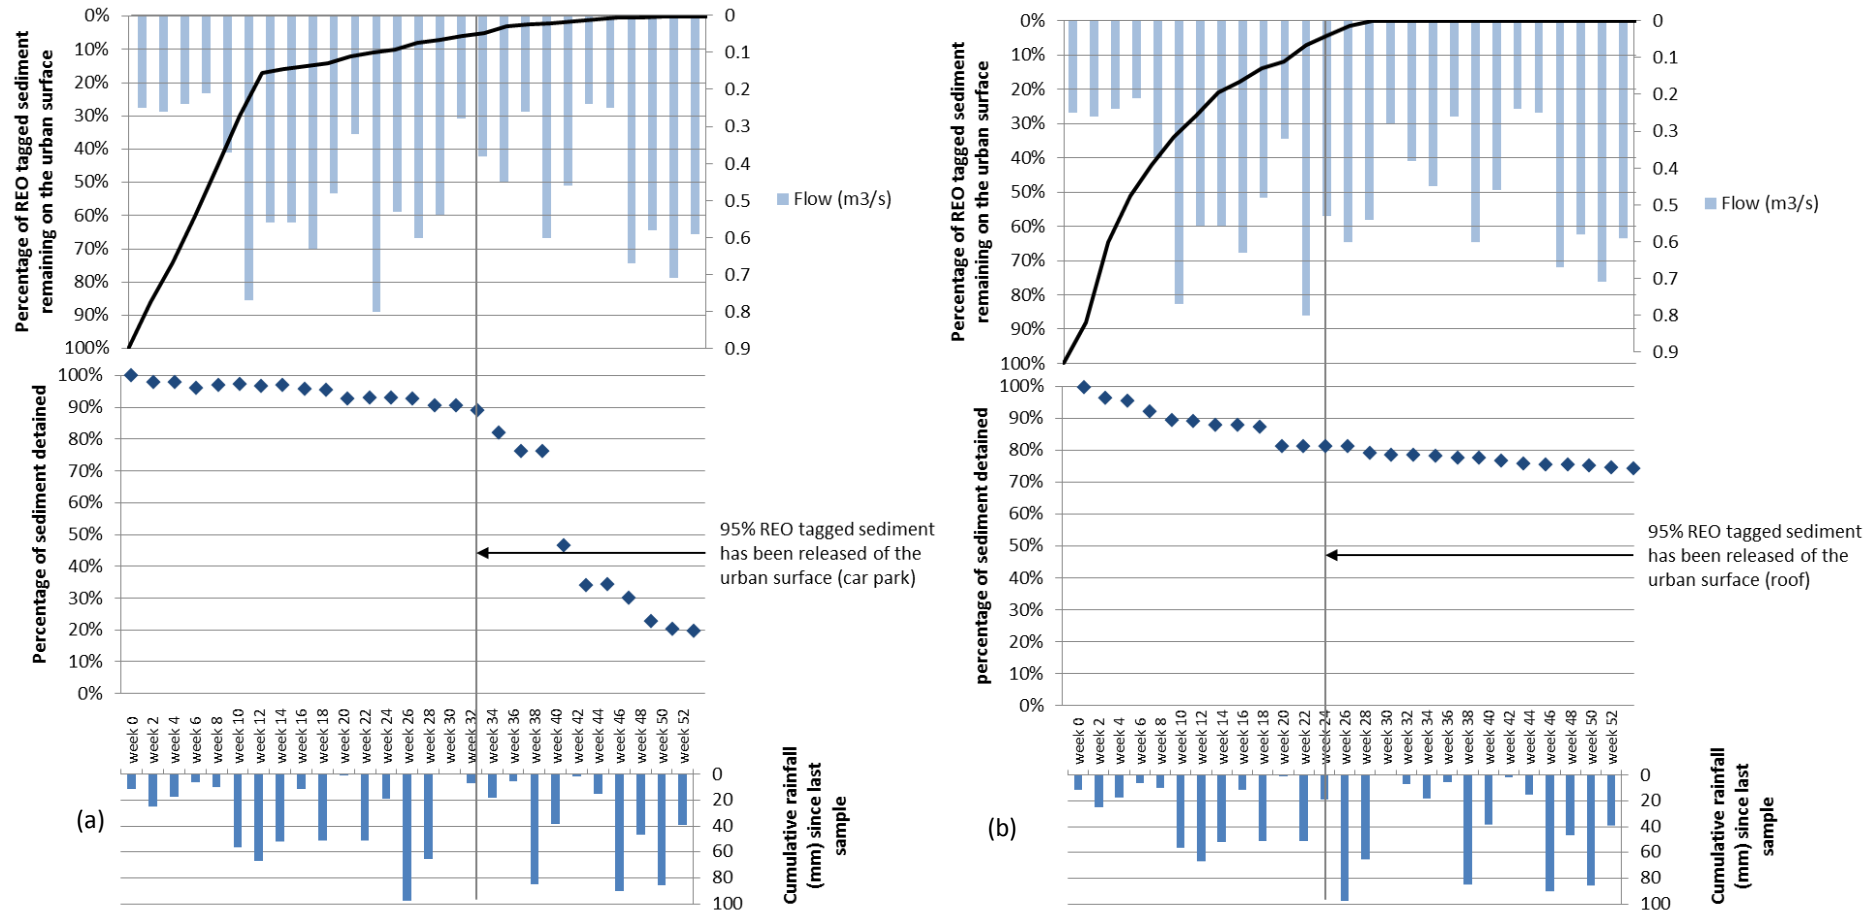 Percentage of REO tagged sediment
remaining on the urban surface
0%
10%
20%
30%
40%
50%
60%
70%
80%
90%
100%
0
0.1
0.2
0.3
0.4
0.5
0.6
0.7
0.8
0.9
Flow (m3/s)
Percentage of sediment detained
100%
90%
80%
70%
60%
50%
40%
30%
20%
10%
0%
95% REO tagged sediment
has been released of the
urban surface (car park)
week 0
week 2
week 4
week 6
week 8
week 10
week 12
week 14
week 16
week 18
week 20
week 22
week 24
week 26
week 28
week 30
week 32
week 34
week 36
week 38
week 40
week 42
week 44
week 46
week 48
week 50
week 52
(a)
0
20
40
60
80
100
Cumulative rainfall
(mm) since last
sample
Percentage of REO tagged sediment
remaining on the urban surface
0%
10%
20%
30%
40%
50%
60%
70%
80%
90%
100%
0
0.1
0.2
0.3
0.4
0.5
0.6
0.7
0.8
0.9
Flow (m3/s)
percentage of sediment detained
100%
90%
80%
70%
60%
50%
40%
30%
20%
10%
0%
95% REO tagged sediment
has been released of the
urban surface (roof)
week 0
week 2
week 4
week 6
week 8
week 10
week 12
week 14
week 16
week 18
week 20
week 22
week 24
week 26
week 28
week 30
week 32
week 34
week 36
week 38
week 40
week 42
week 44
week 46
week 48
week 50
week 52
(b)
0
20
40
60
80
100
Cumulative rainfall
(mm) since last
sample